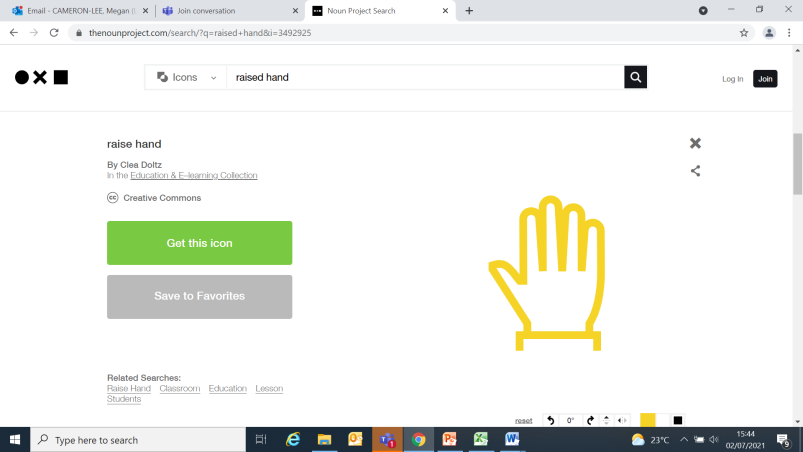 Email - CAMERON-LEE, Megan (
Join conversation
Noun Project Search
thenounproject.com/search/?q=raised+hand&i=3492925
Icons
raised hand
Log In
Join
raise hand
By Clea Doltz
In the Education & E-learning Collection
cc Creative Commons
Get this icon
Save to Favorites
Related Searches:
Raise Hand Classroom Education Lesson
Students
reset
0°
Type here to search
1
23°C
15:44
02/07/2021
9